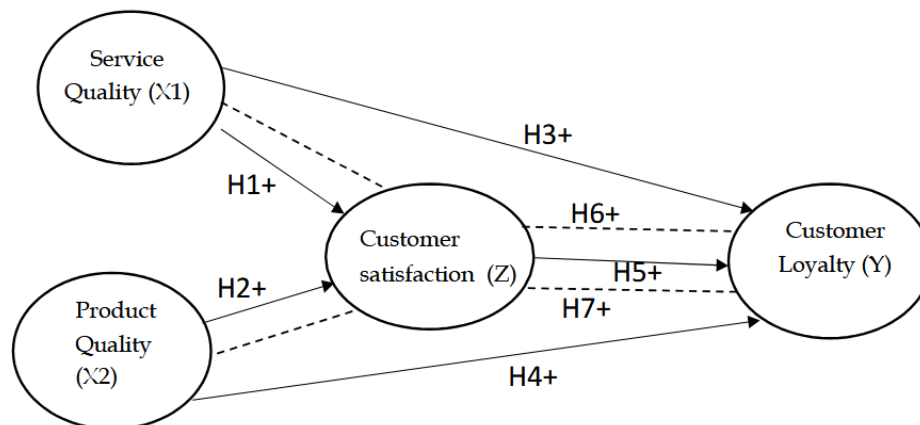 Service
Quality (X1)
H3+
H1+
H6+
Customer
satisfaction (Z)
Customer
Loyalty (Y)
H5+
H2+
H7+
Product
Quality
(X2)
H4+